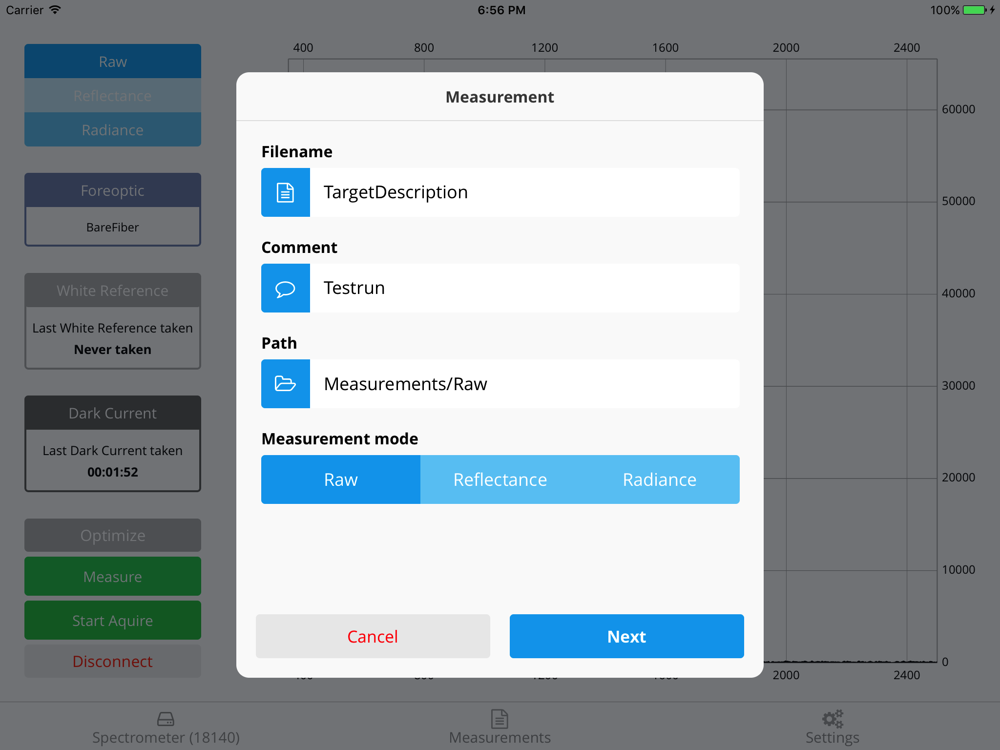 Carrier
6:56 PM
100%
Raw
Reflectance
Radiance
Foreoptic
BareFiber
White Reference
Last White Reference taken
Never taken
Dark Current
Last Dark Current taken
00:01:52
Optimize
Measure
Start Aquire
Disconnect
400 800 1200 1600 2000 2400
60000
50000
40000
30000
20000
10000
0
Measurement
Filename
TargetDescription
Comment
Testrun
Path
Measurements/Raw
Measurement mode
Raw Reflectance Radiance
Cancel Next
2000 2400
Spectrometer (18140)
Measurements
Settings